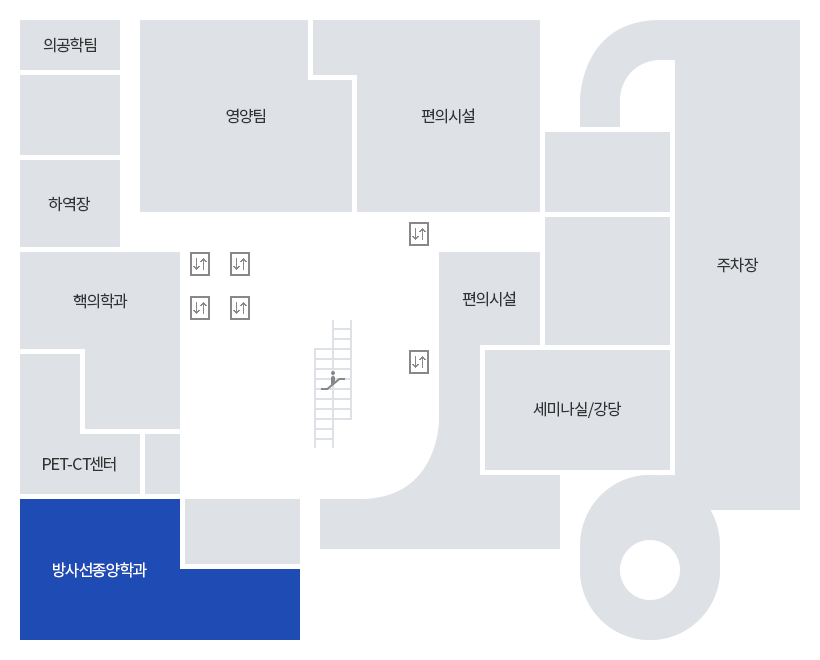 의공학팀
영양팀
편의시설
하역장
주차장
핵의학과
편의시설
세미나실/강당
PET-CT센터
방사선종양학과